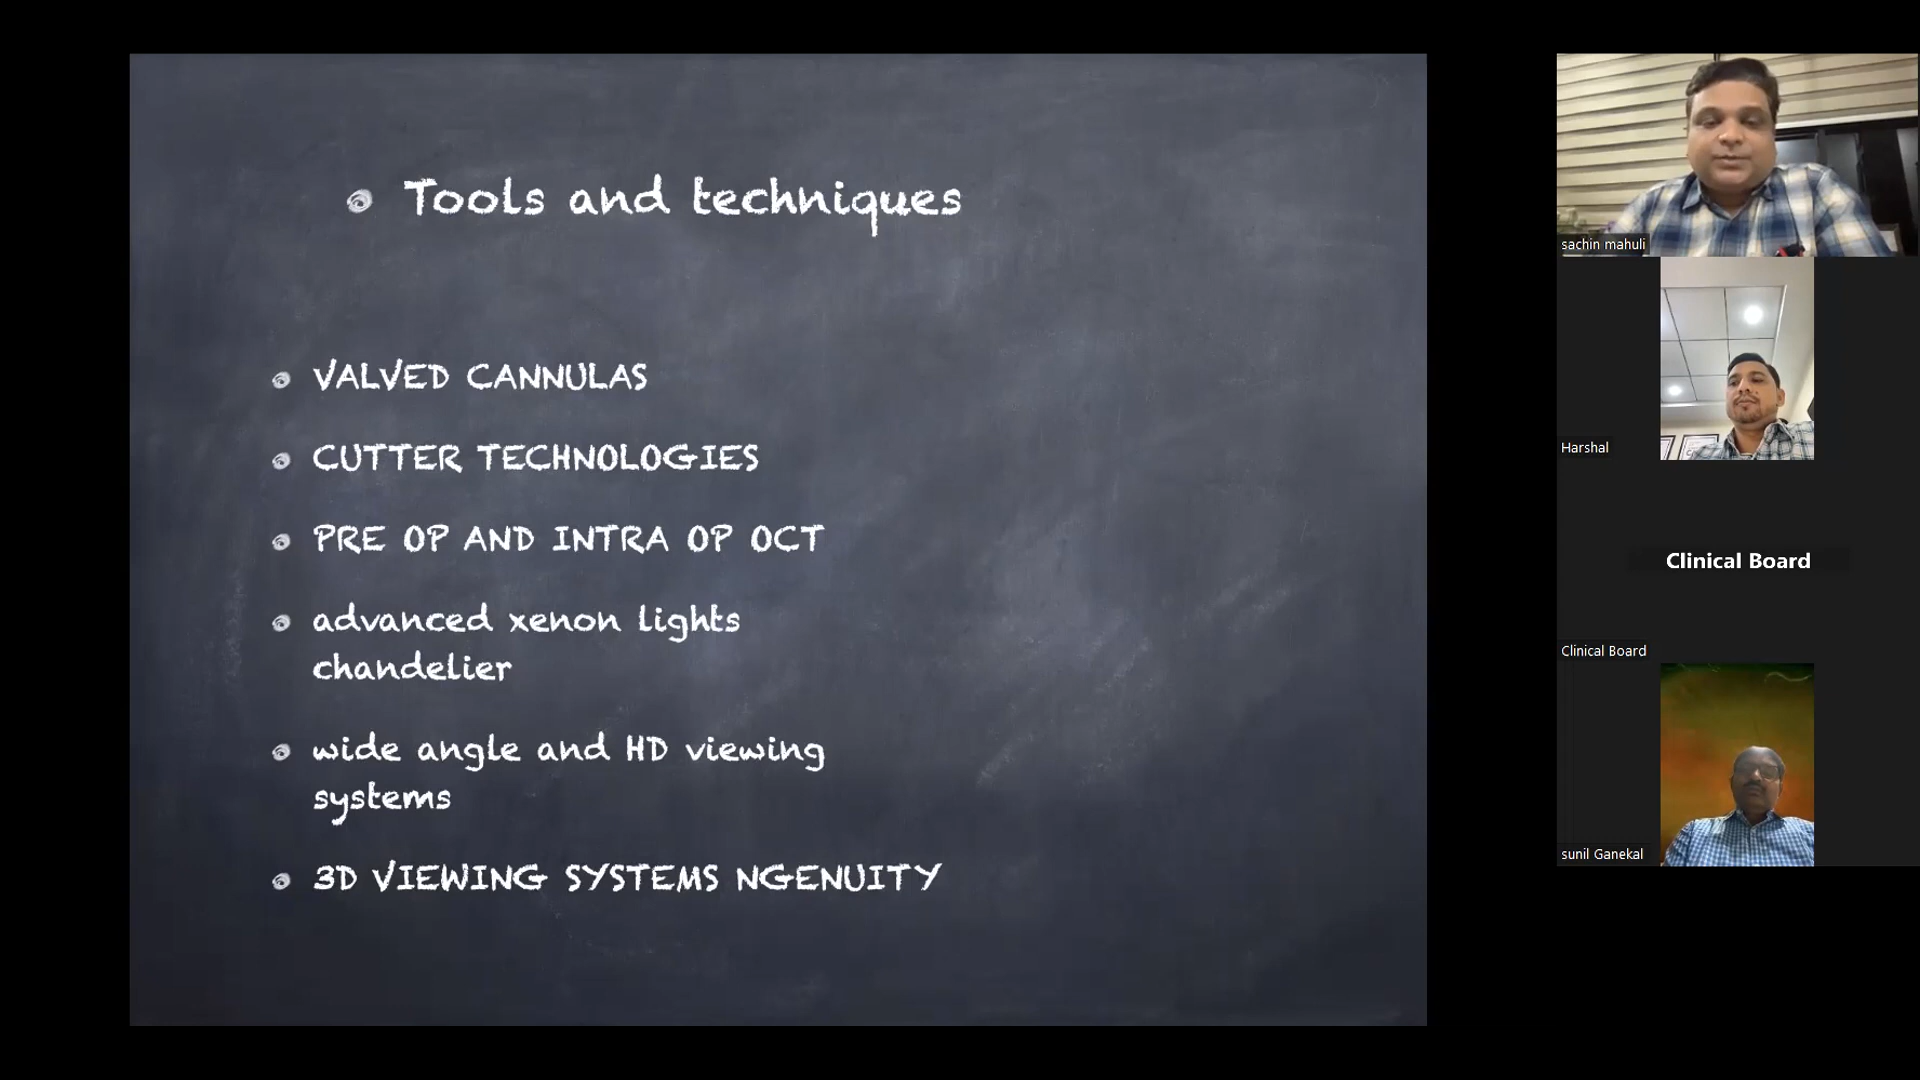 Tools and techniques
VALVED CANNULAS
CUTTER TECHNOLOGIES
PRE OP AND INTRA OP OCT
advanced xenon lights
chandelier
wide angle and HD viewing
systems
3D VIEWING SYSTEMS NGENUITY
sachin mahuli
Harshal
Clinical Board
Clinical Board
sunil Ganekal